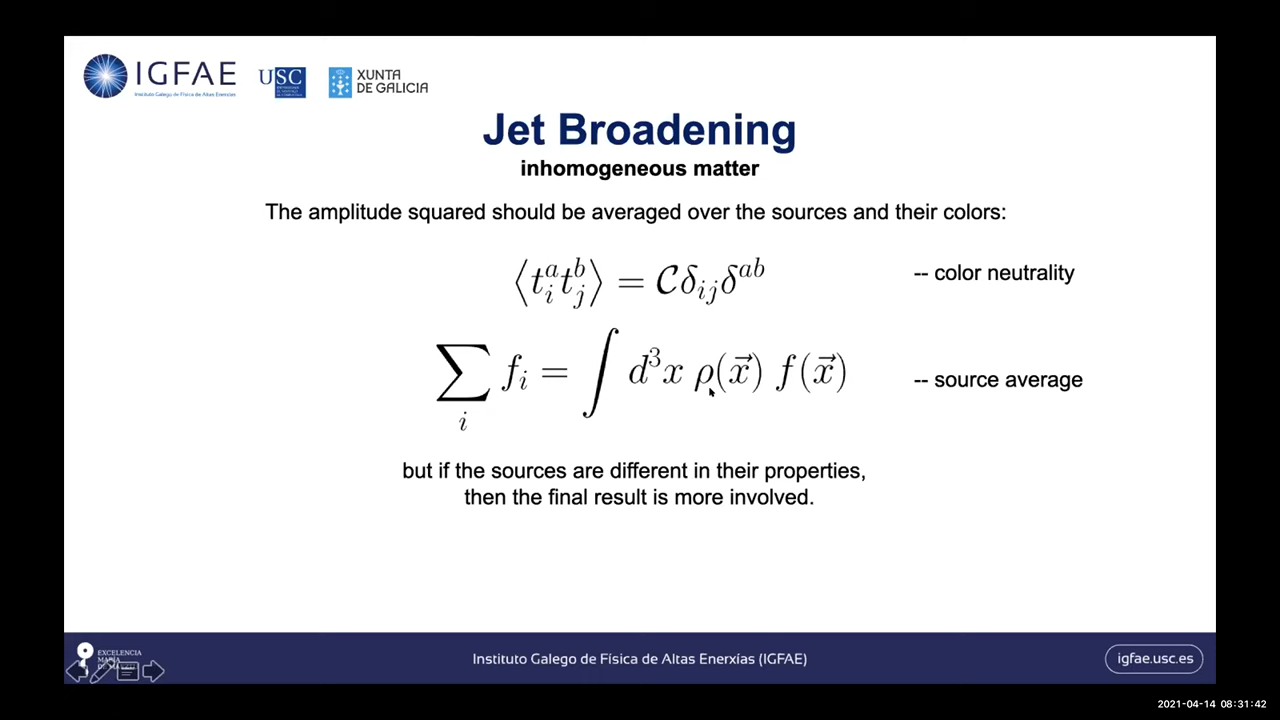 IGFAE
Instituto Galego de Física de Altas Enerxías
USC
XUNTA
DE GALICIA
Jet Broadening
inhomogeneous matter
The amplitude squared should be averaged over the sources and their colors:
⟨t_i^a t_j^b⟩ = 𝒞δ_{ij}δ^{ab}
-- color neutrality
∑_i f_i = ∫ d³x ρ(x⃗) f(x⃗)
-- source average
but if the sources are different in their properties,
then the final result is more involved.
EXCELENCIA
Instituto Galego de Física de Altas Enerxías (IGFAE)
igfae.usc.es
2021-04-14 08:31:42